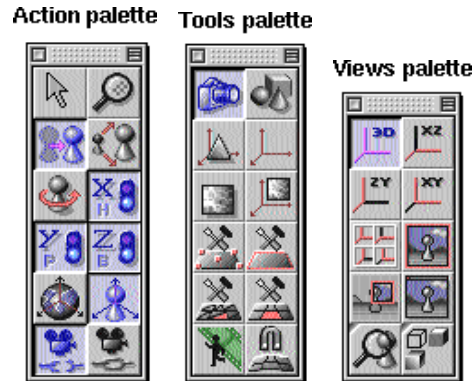 Action palette
Tools palette
Views palette
3D
XZ
ZY
XY
X
H
Y
P
Z
B